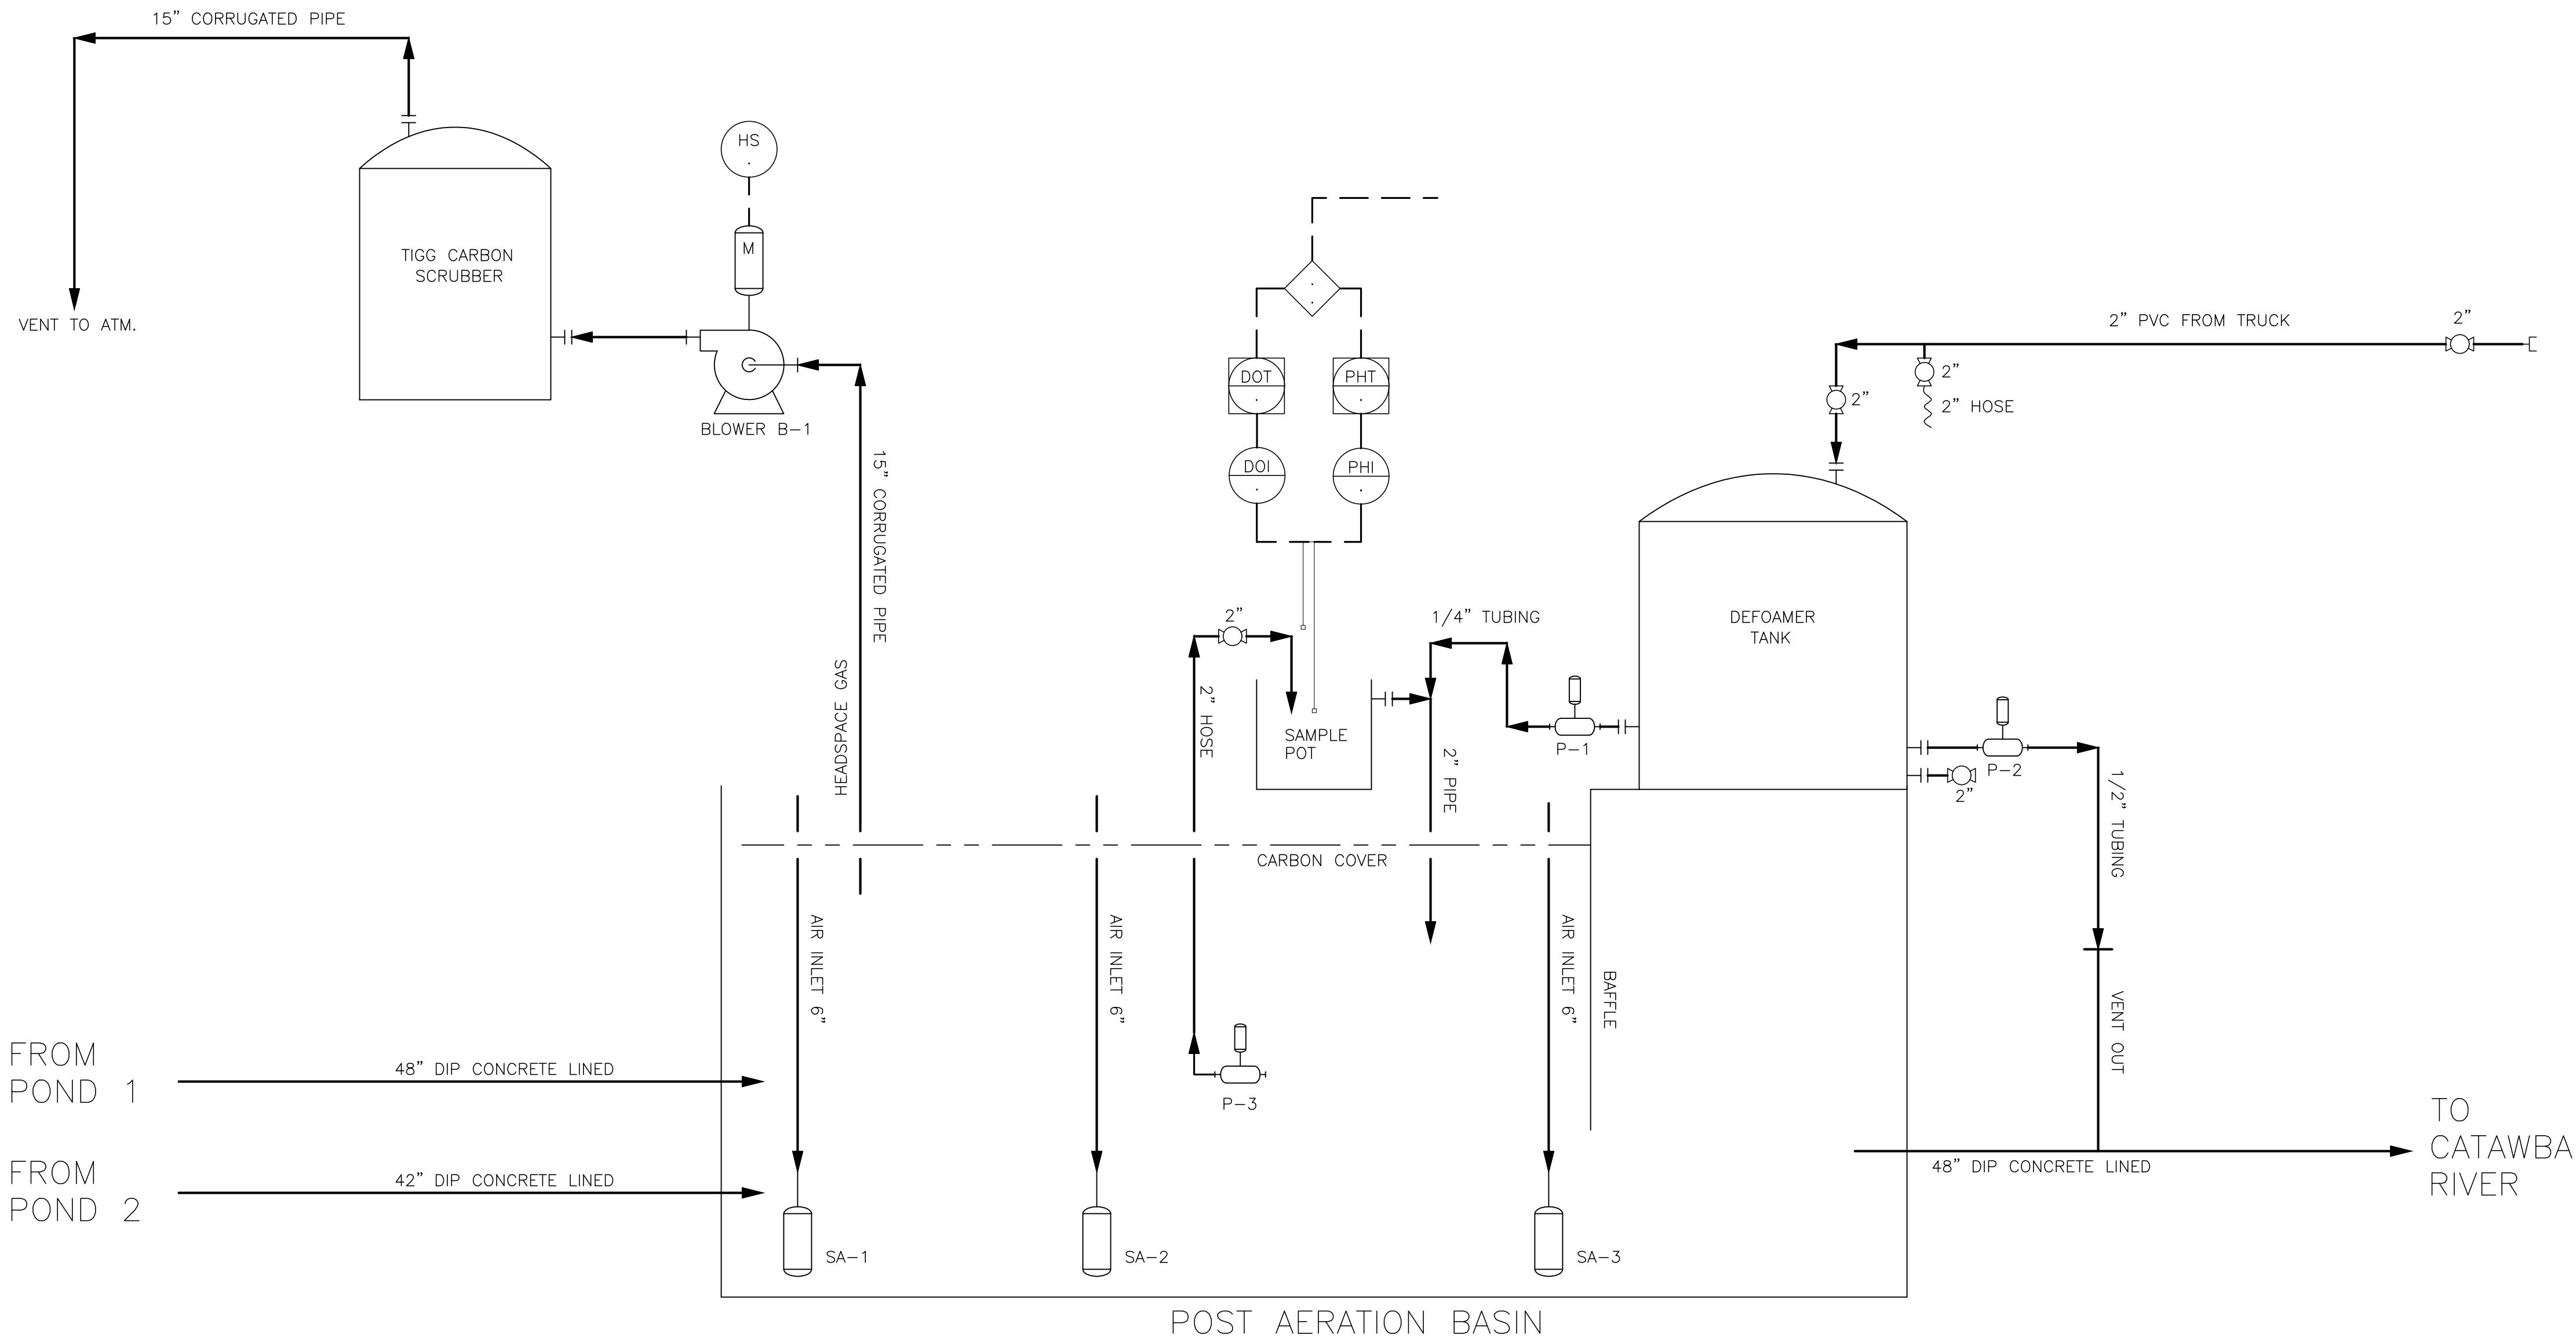 15” CORRUGATED PIPE
HS
M
TIGG CARBON
SCRUBBER
VENT TO ATM.
BLOWER B-1
15” CORRUGATED PIPE
HEADSPACE GAS
DOT
PHT
DOI
PHI
2” PVC FROM TRUCK
2”
2”
2”
2” HOSE
2”
1/4” TUBING
DEFOAMER
TANK
2” HOSE
SAMPLE
POT
2” PIPE
P-1
P-2
2”
1/2” TUBING
CARBON COVER
AIR INLET 6”
AIR INLET 6”
AIR INLET 6”
BAFFLE
VENT OUT
P-3
FROM
POND 1
48” DIP CONCRETE LINED
FROM
POND 2
42” DIP CONCRETE LINED
TO
CATAWBA
RIVER
48” DIP CONCRETE LINED
SA-1
SA-2
SA-3
POST AERATION BASIN